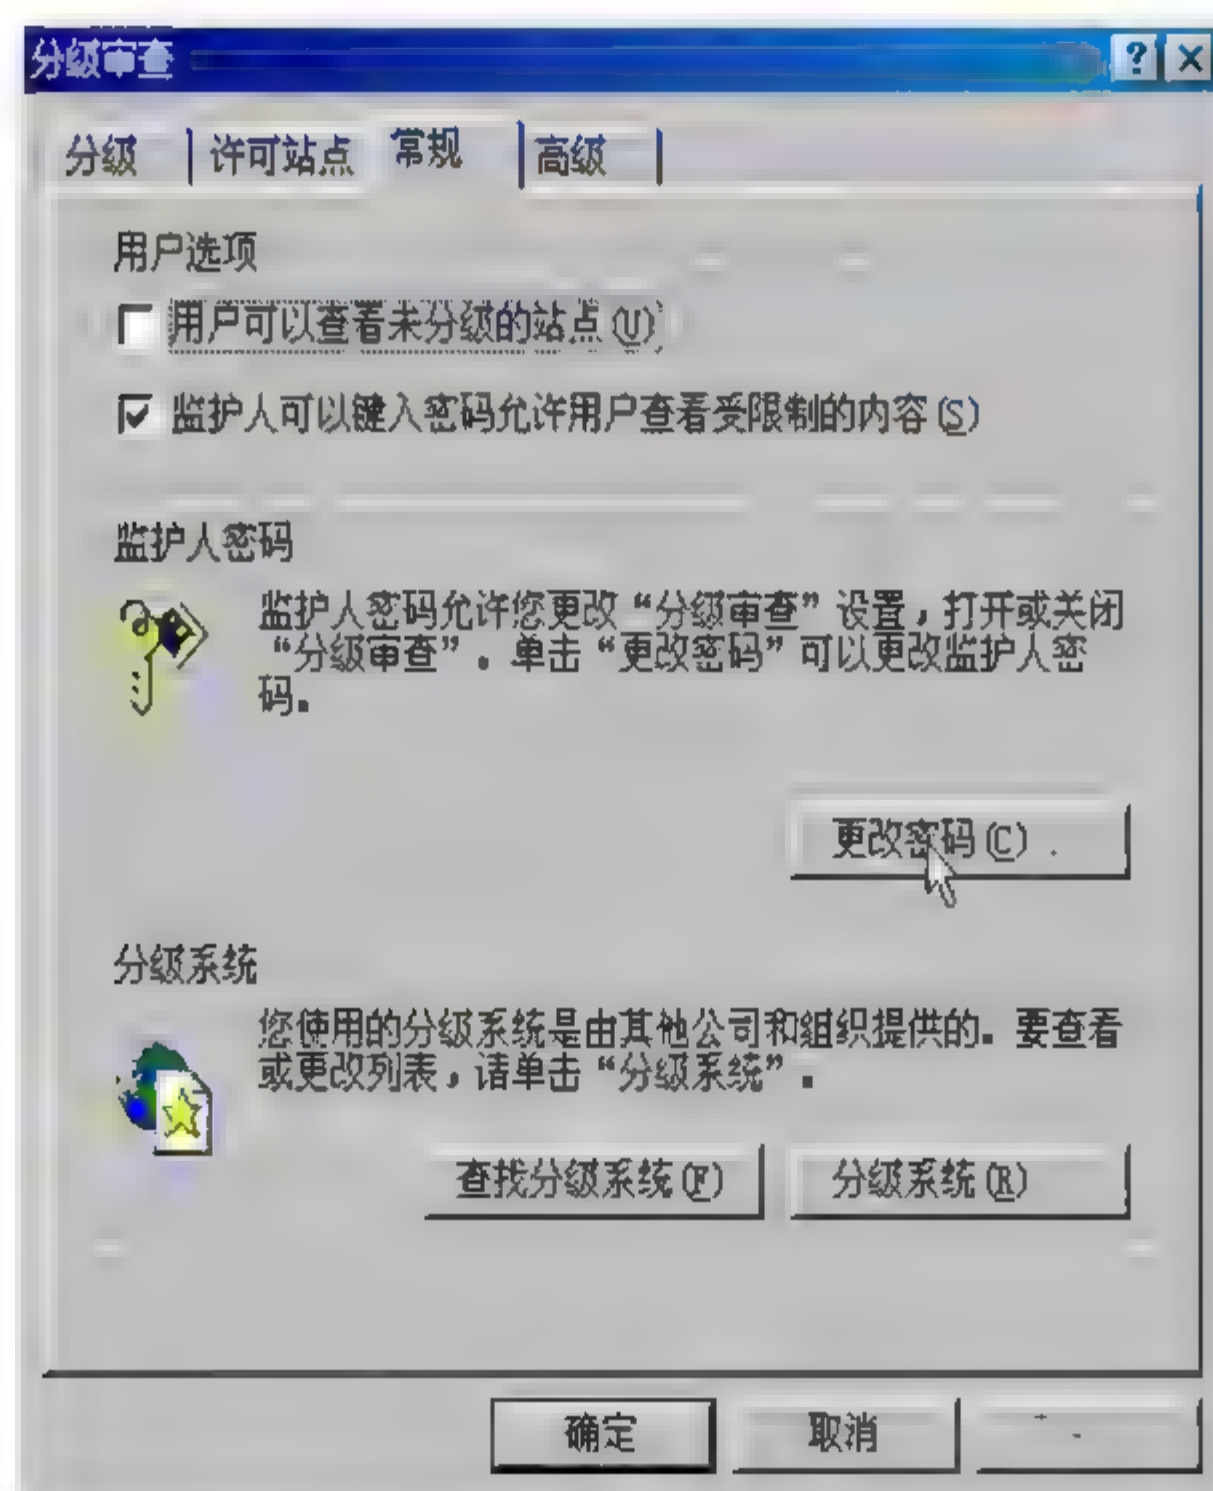 分级审查
分级 许可站点 常规 高级
用户选项
用户可以查看未分级的站点(U)
监护人可以键入密码允许用户查看受限制的内容(S)
监护人密码
监护人密码允许您更改“分级审查”设置，打开或关闭
“分级审查”。单击“更改密码”可以更改监护人密
码。
更改密码(C)
分级系统
您使用的分级系统是由其他公司和组织提供的。要查看
或更改列表，请单击“分级系统”。
查找分级系统(F) 分级系统(R)
确定 取消